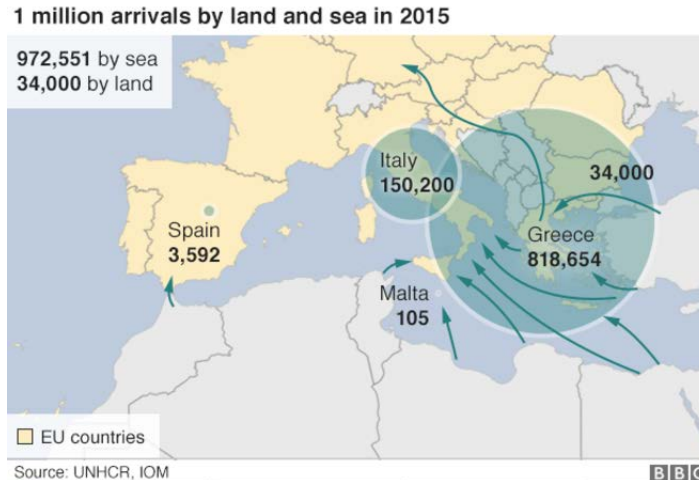 1 million arrivals by land and sea in 2015
972,551 by sea
34,000 by land
Italy
150,200
34,000
Spain
3,592
Greece
818,654
Malta
105
EU countries
Source: UNHCR, IOM
BBC